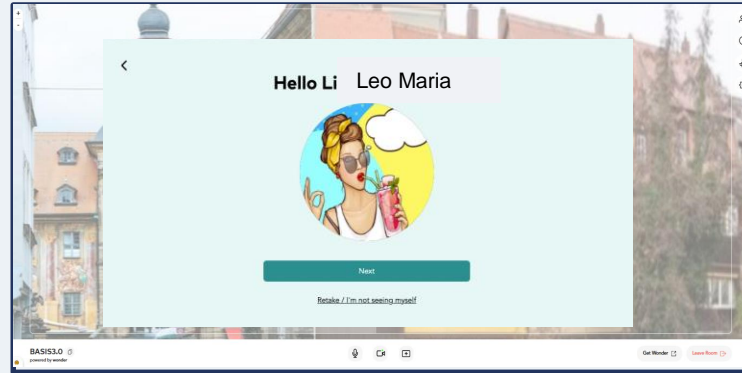 Hello Li Leo Maria
Next
Retake / I'm not seeing myself
BASIS3.0
powered by wonder
Get Wonder
Leave Room